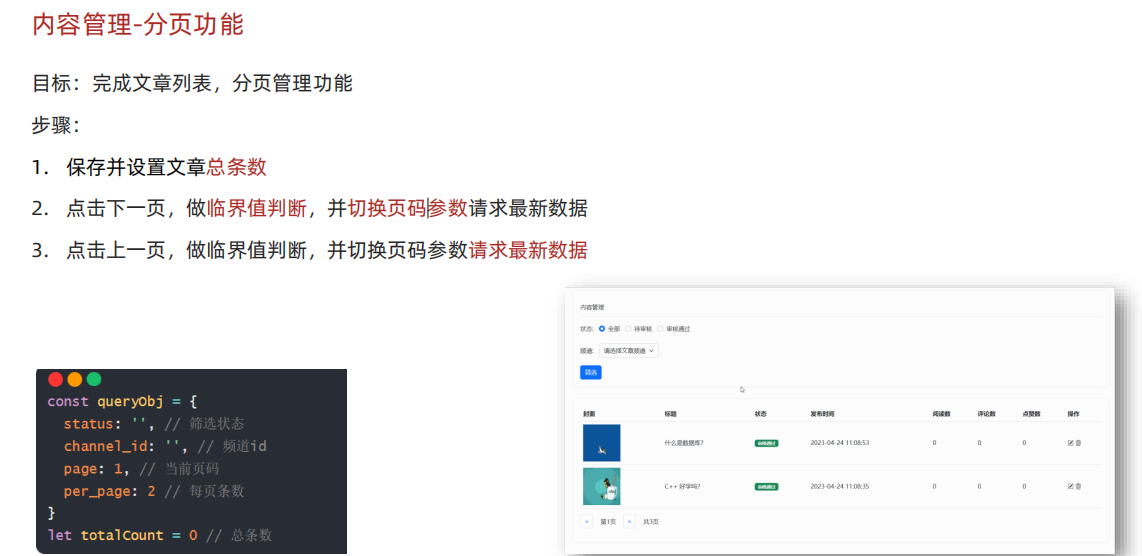 内容管理-分页功能
目标：完成文章列表，分页管理功能
步骤：
1. 保存并设置文章总条数
2. 点击下一页，做临界值判断，并切换页码参数请求最新数据
3. 点击上一页，做临界值判断，并切换页码参数请求最新数据
const queryObj = {
status: '', // 筛选状态
channel_id: '', // 频道id
page: 1, // 当前页码
per_page: 2 // 每页条数
}
let totalCount = 0 // 总条数
内容管理
状态: 全部 待审核 审核通过
频道: 请选择文章频道
筛选
封面 标题 状态 发布时间 阅读数 评论数 点赞数 操作
什么是数据库? 审核通过 2023-04-24 11:08:53 0 0 0
C++ 好学吗? 审核通过 2023-04-24 11:08:35 0 0 0
< 第1页 > 共3页